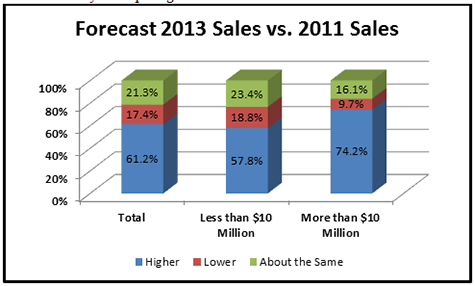 Forecast 2013 Sales vs. 2011 Sales
100%
80%
60%
40%
20%
0%
21.3%
17.4%
61.2%
23.4%
18.8%
57.8%
16.1%
9.7%
74.2%
Total
Less than $10
Million
More than $10
Million
Higher
Lower
About the Same